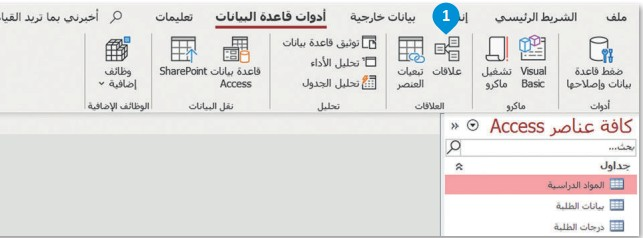 ملف الشريط الرئيسي بيانات خارجية أدوات قاعدة البيانات تعليمات أخبرني بما تريد
1
ضغط قاعدة بيانات وإصلاحها
Visual Basic
تشغيل ماكرو
علاقات
تبعيات العنصر
توثيق قاعدة بيانات
تحليل الأداء
تحليل الجدول
قاعدة بيانات Access
SharePoint
وظائف إضافية
أدوات
ماكرو
العلاقات
تحليل
نقل البيانات
الوظائف الإضافية
كافة عناصر Access
بحث...
جداول
المواد الدراسية
بيانات الطلبة
درجات الطلبة